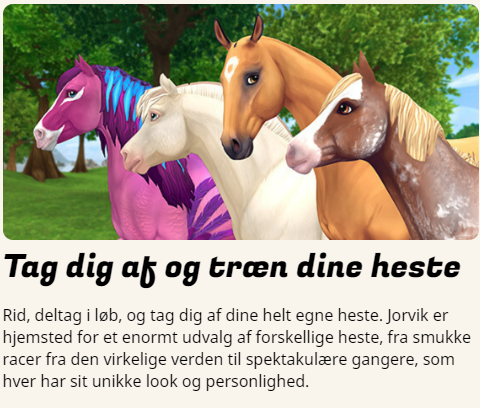 Tag dig af og træn dine heste
Rid, deltag i løb, og tag dig af dine helt egne heste. Jorvik er
hjemsted for et enormt udvalg af forskellige heste, fra smukke
racer fra den virkelige verden til spektakulære gangere, som
hver har sit unikke look og personlighed.